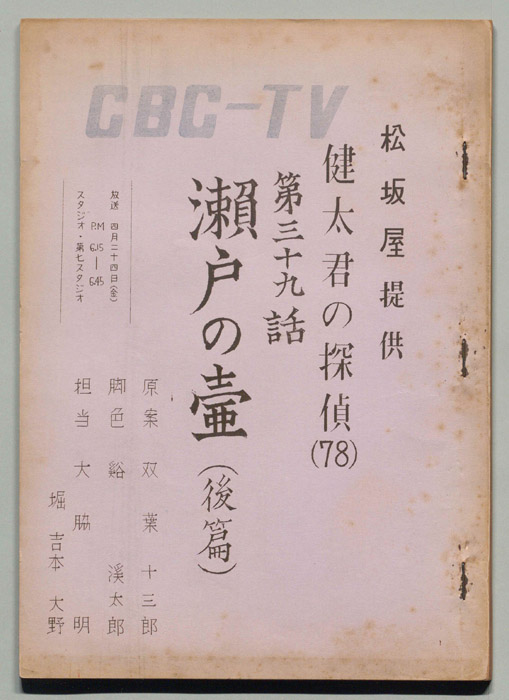 CBC-TV
松坂屋提供
健太君の探偵(78)
第三十九話
瀬戸の壷(後篇)
放送 四月二十四日(金)
P.M 6.15—6.45
スタジオ・第七スタジオ
原案 双葉十三郎
脚色 谿 溪太郎
担当 大脇 明
堀 吉本 大野